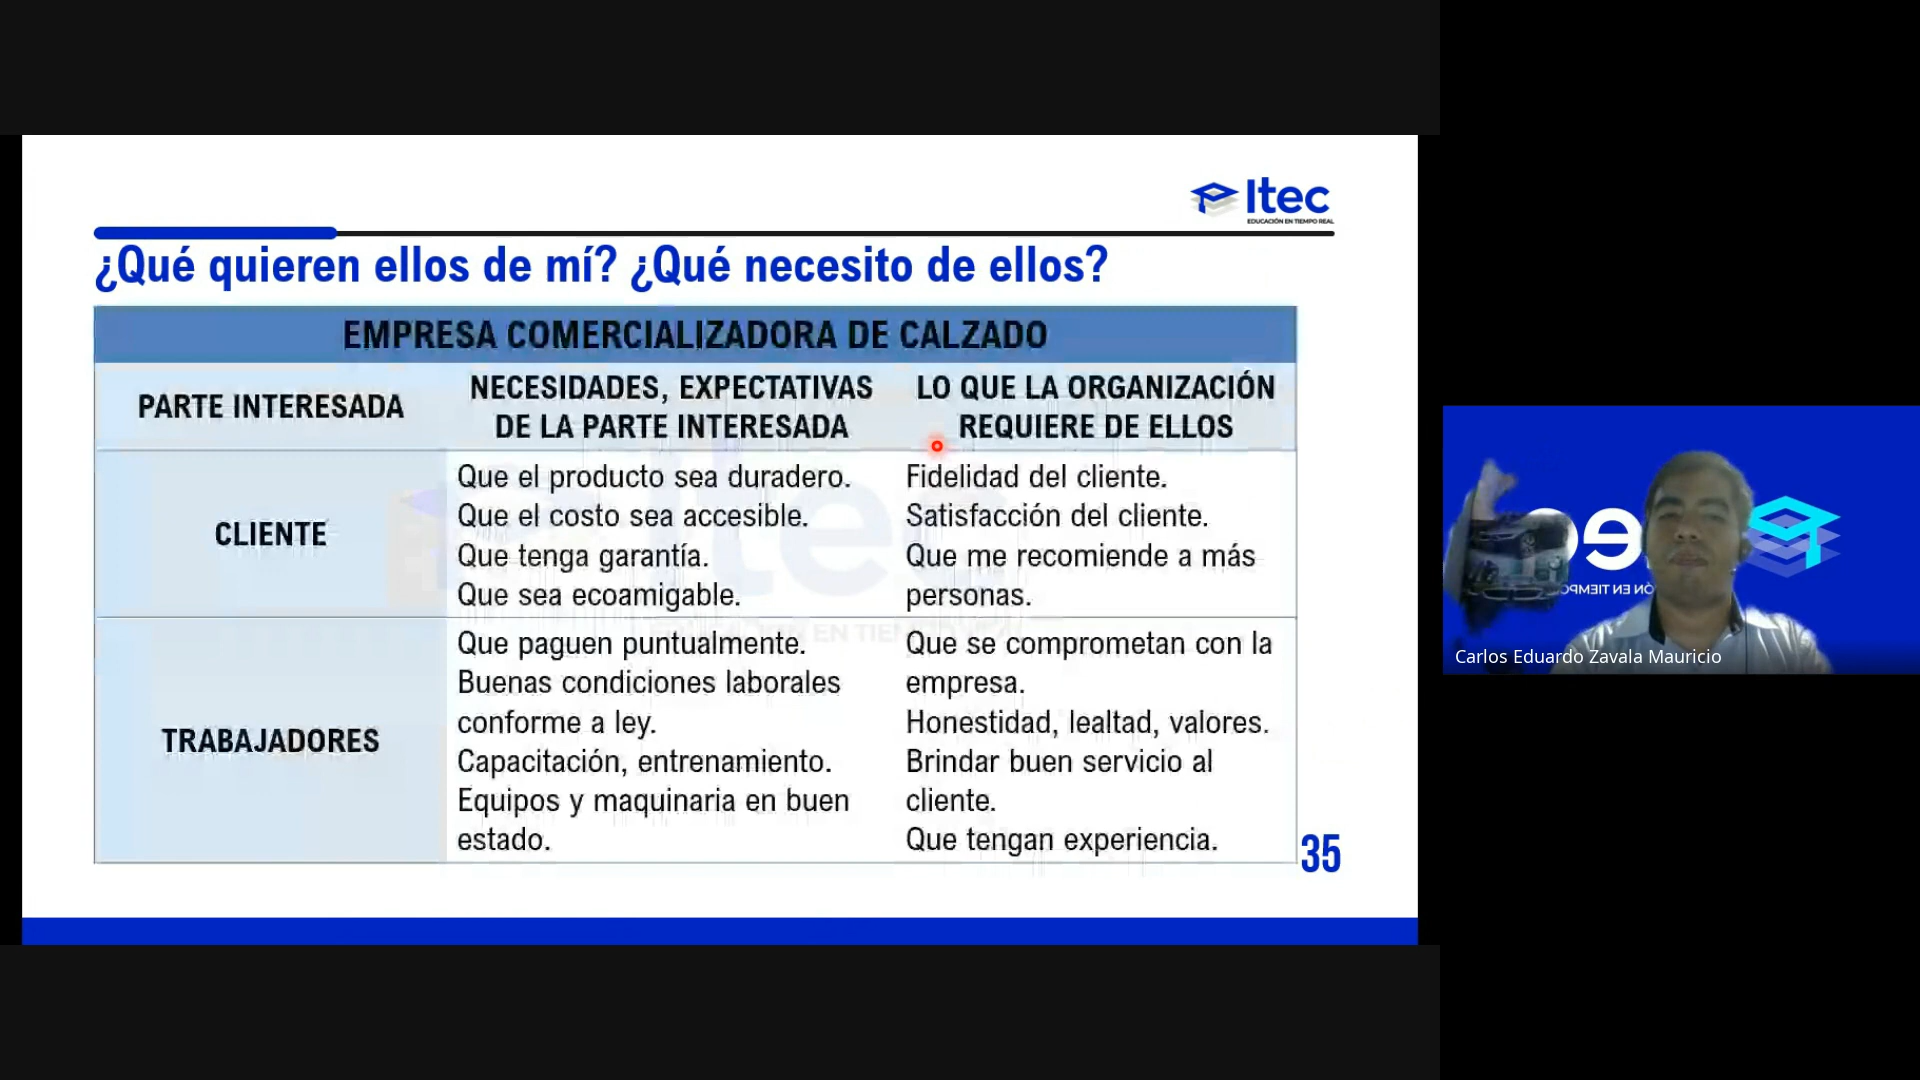 Itec
EDUCACIÓN EN TIEMPO REAL
¿Qué quieren ellos de mí? ¿Qué necesito de ellos?
EMPRESA COMERCIALIZADORA DE CALZADO
PARTE INTERESADA
NECESIDADES, EXPECTATIVAS
DE LA PARTE INTERESADA
LO QUE LA ORGANIZACIÓN
REQUIERE DE ELLOS
CLIENTE
Que el producto sea duradero.
Que el costo sea accesible.
Que tenga garantía.
Que sea ecoamigable.
Fidelidad del cliente.
Satisfacción del cliente.
Que me recomiende a más
personas.
TRABAJADORES
Que paguen puntualmente.
Buenas condiciones laborales
conforme a ley.
Capacitación, entrenamiento.
Equipos y maquinaria en buen
estado.
Que se comprometan con la
empresa.
Honestidad, lealtad, valores.
Brindar buen servicio al
cliente.
Que tengan experiencia.
35
Carlos Eduardo Zavala Mauricio